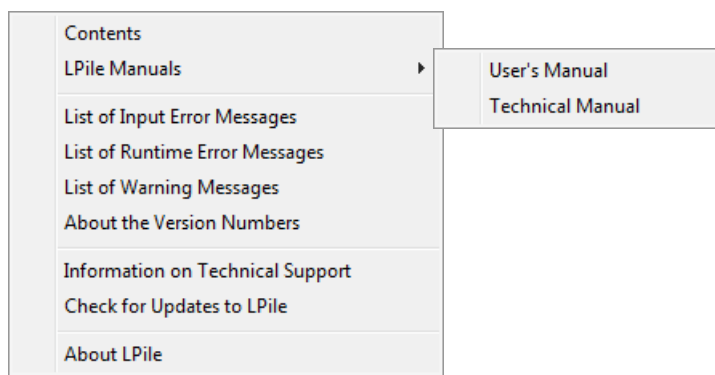 Contents
LPile Manuals
User's Manual
Technical Manual
List of Input Error Messages
List of Runtime Error Messages
List of Warning Messages
About the Version Numbers
Information on Technical Support
Check for Updates to LPile
About LPile